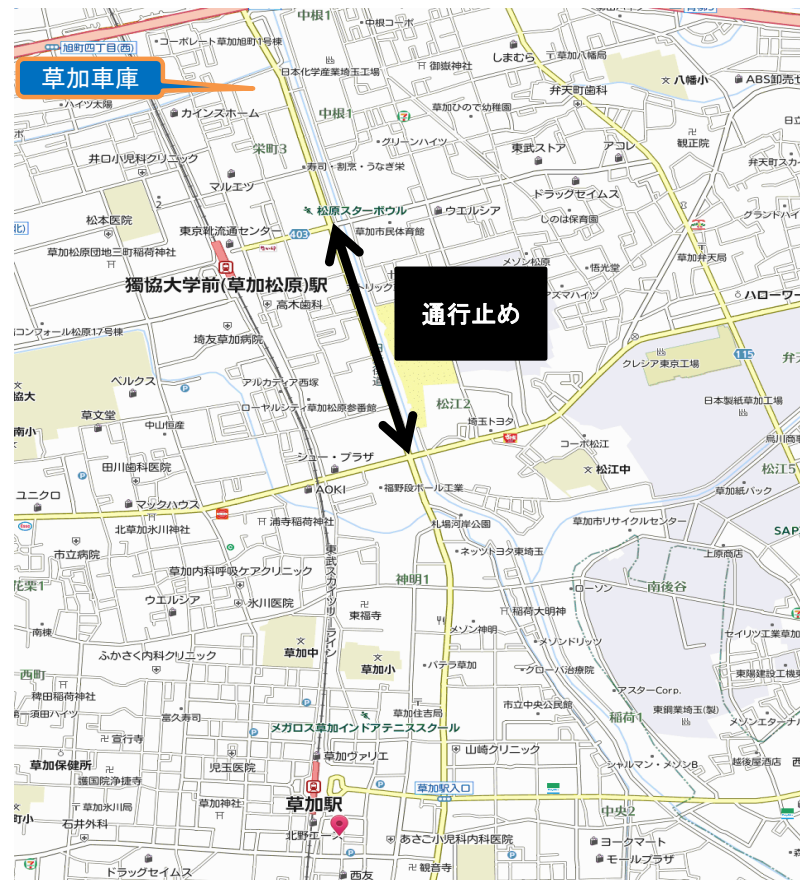 中根1
中根コーポ
旭町四丁目(西)
コーポレート草加旭町1号棟
日本化学産業埼玉工場
御嶽神社
しまむら
草加八幡局
八幡小
草加車庫
ハイツ太陽
カインズホーム
中根1
草加ひので幼稚園
弁天町歯科
栄町3
グリーンハイツ
東武ストア
アコレ
観正院
井口小児科クリニック
寿司・割烹・うなぎ栄
弁天町スカ
マルエツ
ドラッグセイムス
松本医院
松原スターボウル
ウエルシア
しのは保育園
グランドハイ
東京靴流通センター
403
草加市民体育館
草加松原団地三町稲荷神社
メゾン松原
悟光堂
草加弁天局
獨協大学前(草加松原)駅
高木歯科
通行止め
アズマハイツ
ハローワー
コンフォール松原17号棟
埼友草加病院
クレシア東京工場
115
ベルクス
アルカディア西塚
日本製紙草加工場
草文堂
ローヤルシティ草加松原参番館
松江2
埼玉トヨタ
中山恒産
コーポ松江
南小
シュー・プラザ
田川歯科医院
松江中
松江5
ユニクロ
マックハウス
AOKI
福野段ボール工業
草加紙パック
北草加氷川神社
浦寺稲荷神社
札場河岸公園
草加市リサイクルセンター
市立病院
東武スカイツリーライン
ネッツトヨタ東埼玉
上原商店
草加内科呼吸ケアクリニック
神明1
花栗1
ローソン
南後谷
ウエルシア
氷川医院
東福寺
稲荷大明神
南棟
メゾン神明
メゾンドリッツ
セイリツ工業草加
ふかさく内科クリニック
草加中
草加小
パテラ草加
グローバ治療院
東陽建設工機
西町
稗田稲荷神社
アスターCorp.
第一須田ハイツ
富久寿司
草加住吉局
市立中央公民館
稲荷1
東鋼業埼玉(製)
メゾンエターナ
メガロス草加インドアテニススクール
宣行寺
草加保健所
児玉医院
草加ヴァリエ
山崎クリニック
シャルマン・メゾンB
越後屋酒店
護国院浄捷寺
草加駅入口
草加駅
草加氷川局
草加神社
中央2
町小
石井外科
北野エース
あさこ小児科内科医院
ヨークマート
モールプラザ
ドラッグセイムス
西友
観音寺